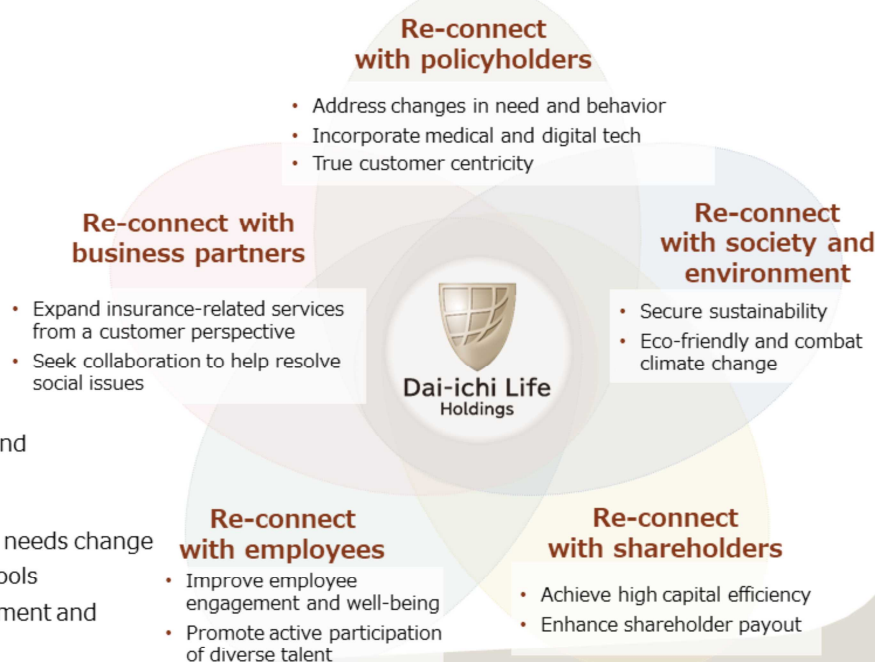 Re-connect
with policyholders
• Address changes in need and behavior
• Incorporate medical and digital tech
• True customer centricity
Re-connect with
business partners
• Expand insurance-related services
from a customer perspective
• Seek collaboration to help resolve
social issues
Re-connect
with society and
environment
• Secure sustainability
• Eco-friendly and combat
climate change
Dai-ichi Life
Holdings
needs change
Re-connect
with employees
• Improve employee
engagement and well-being
• Promote active participation
of diverse talent
Re-connect
with shareholders
• Achieve high capital efficiency
• Enhance shareholder payout
and